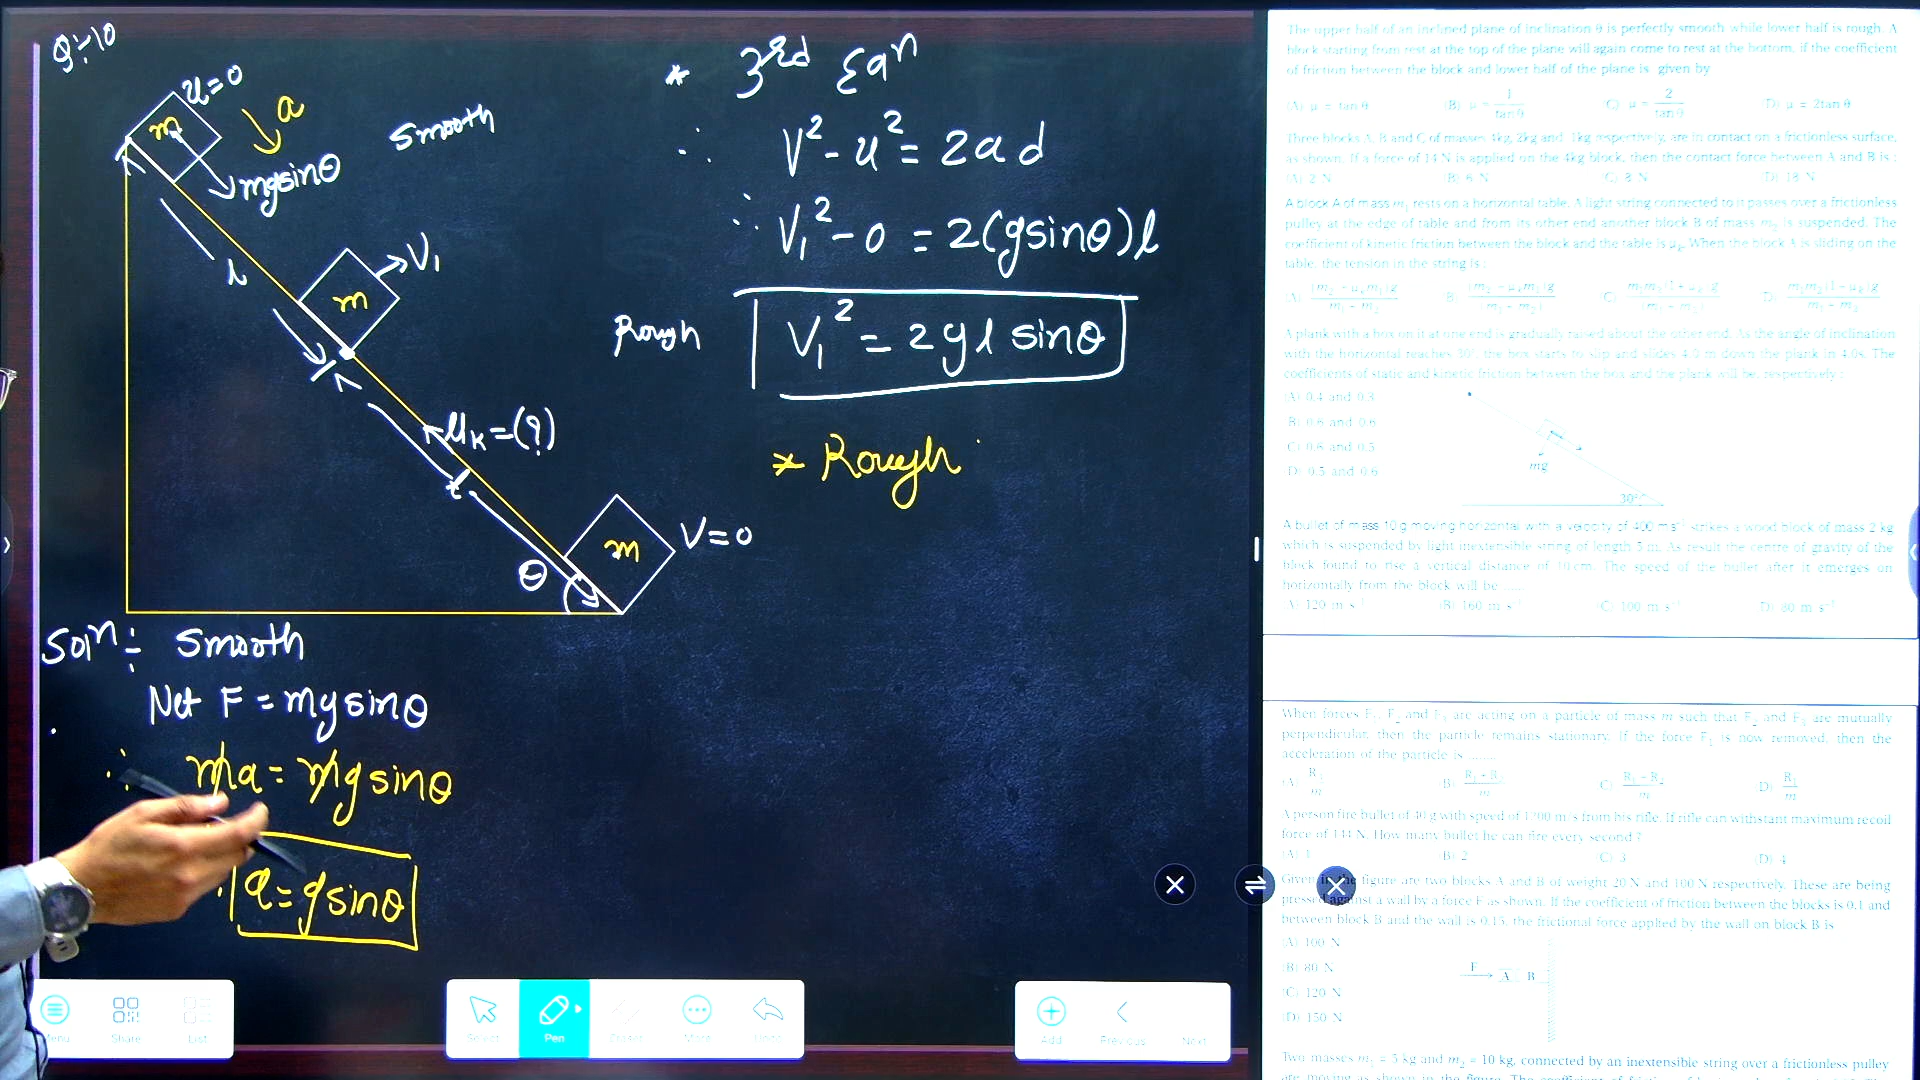 Q:-10
u=0
a
m
mgsinθ
smooth
l
m
V₁
Rough
μₖ=(?)
m
V=0
θ
Solⁿ:- smooth
Net F = mgsinθ
∴ ma = mgsinθ
a = gsinθ
* 3rd Eqⁿ
∴ V² - u² = 2ad
∴ V₁² - 0 = 2(gsinθ)l
V₁² = 2gl sinθ
* Rough
The upper half of an inclined plane of inclination θ is perfectly smooth while lower half is rough. A
block starting from rest at the top of the plane will again come to rest at the bottom, if the coefficient
of friction between the block and lower half of the plane is given by
(A) μ = tan θ (B) μ = 1/tan θ (C) μ = 2/tan θ (D) μ = 2tan θ
Three blocks A, B and C of masses 4kg, 2kg and 1kg respectively, are in contact on a frictionless surface,
as shown. If a force of 14 N is applied on the 4kg block, then the contact force between A and B is :
(A) 2 N (B) 6 N (C) 8 N (D) 18 N
A block A of mass m₁ rests on a horizontal table. A light string connected to it passes over a frictionless
pulley at the edge of table and from its other end another block B of mass m₂ is suspended. The
coefficient of kinetic friction between the block and the table is μₖ. When the block A is sliding on the
table, the tension in the string is :
A plank with a box on it at one end is gradually raised about the other end. As the angle of inclination
with the horizontal reaches 30°, the box starts to slip and slides 4.0 m down the plank in 4.0s. The
coefficients of static and kinetic friction between the box and the plank will be, respectively :
(A) 0.4 and 0.3
(B) 0.6 and 0.6
(C) 0.6 and 0.5
(D) 0.5 and 0.6
mg
30°
A bullet of mass 10 g moving horizontal with a velocity of 400 m s⁻¹ strikes a wood block of mass 2 kg
which is suspended by light inextensible string of length 5 m. As result the centre of gravity of the
block found to rise a vertical distance of 10 cm. The speed of the bullet after it emerges on
horizontally from the block will be ......
(A) 120 m s⁻¹ (B) 160 m s⁻¹ (C) 100 m s⁻¹ (D) 80 m s⁻¹
When forces F₁, F₂ and F₃ are acting on a particle of mass m such that F₂ and F₃ are mutually
perpendicular, then the particle remains stationary. If the force F₁ is now removed, then the
acceleration of the particle is ........
A person fire bullet of 40 g with speed of 1200 m/s from his rifle. If rifle can withstant maximum recoil
force of 144 N. How many bullet he can fire every second ?
(A) 1 (B) 2 (C) 3 (D) 4
Given in the figure are two blocks A and B of weight 20 N and 100 N respectively. These are being
pressed against a wall by a force F as shown. If the coefficient of friction between the blocks is 0.1 and
between block B and the wall is 0.15, the frictional force applied by the wall on block B is
(A) 100 N
(B) 80 N
(C) 120 N
(D) 150 N
F A B
Two masses m₁ = 5 kg and m₂ = 10 kg, connected by an inextensible string over a frictionless pulley
Menu Share List
Select Pen Eraser More Undo
Add Previous Next